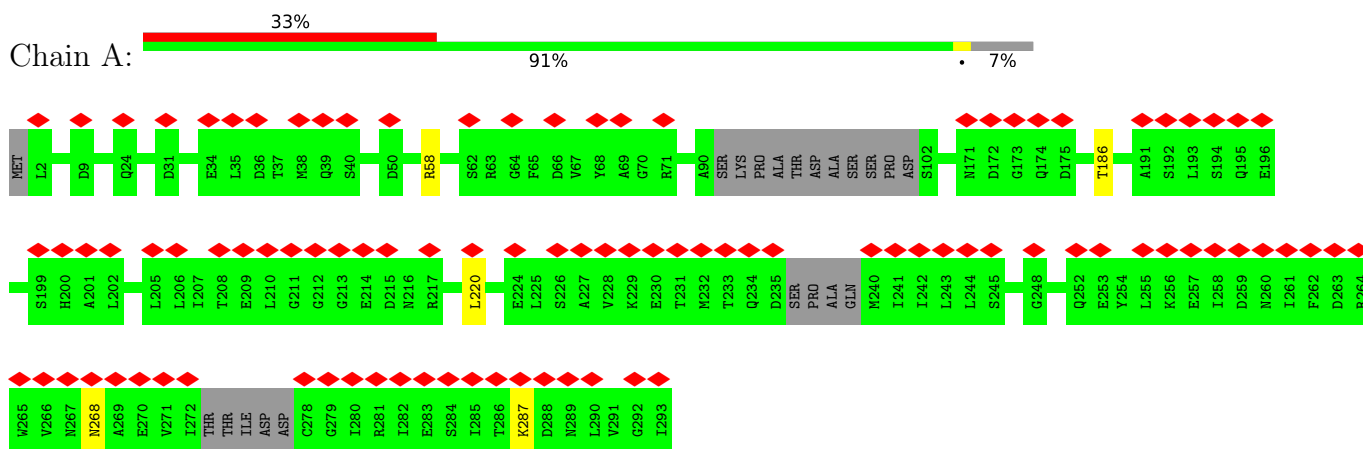 33%
Chain A:
91% • 7%
MET L2 D9 Q24 D31 E34 L35 D36 T37 M38 Q39 S40 D50 R58 S62 R63 G64 F65 D66 V67 Y68 A69 G70 R71 A90 SER LYS PRO ALA THR ASP ALA SER SER PRO ASP S102 N171 D172 G173 Q174 D175 T186 A191 S192 L193 S194 Q195 E196
S199 H200 A201 L202 L205 L206 I207 T208 E209 L210 G211 G212 G213 E214 D215 N216 R217 L220 E224 L225 S226 A227 V228 K229 E230 T231 M232 T233 Q234 D235 SER PRO ALA GLN M240 I241 I242 L243 L244 S245 G248 Q252 E253 Y254 L255 K256 E257 I258 D259 N260 I261 F262 D263
W265 V266 N267 N268 A269 E270 V271 I272 THR THR ILE ASP ASP C278 G279 I280 R281 I282 E283 S284 I285 T286 K287 D288 N289 L290 V291 G292 I293